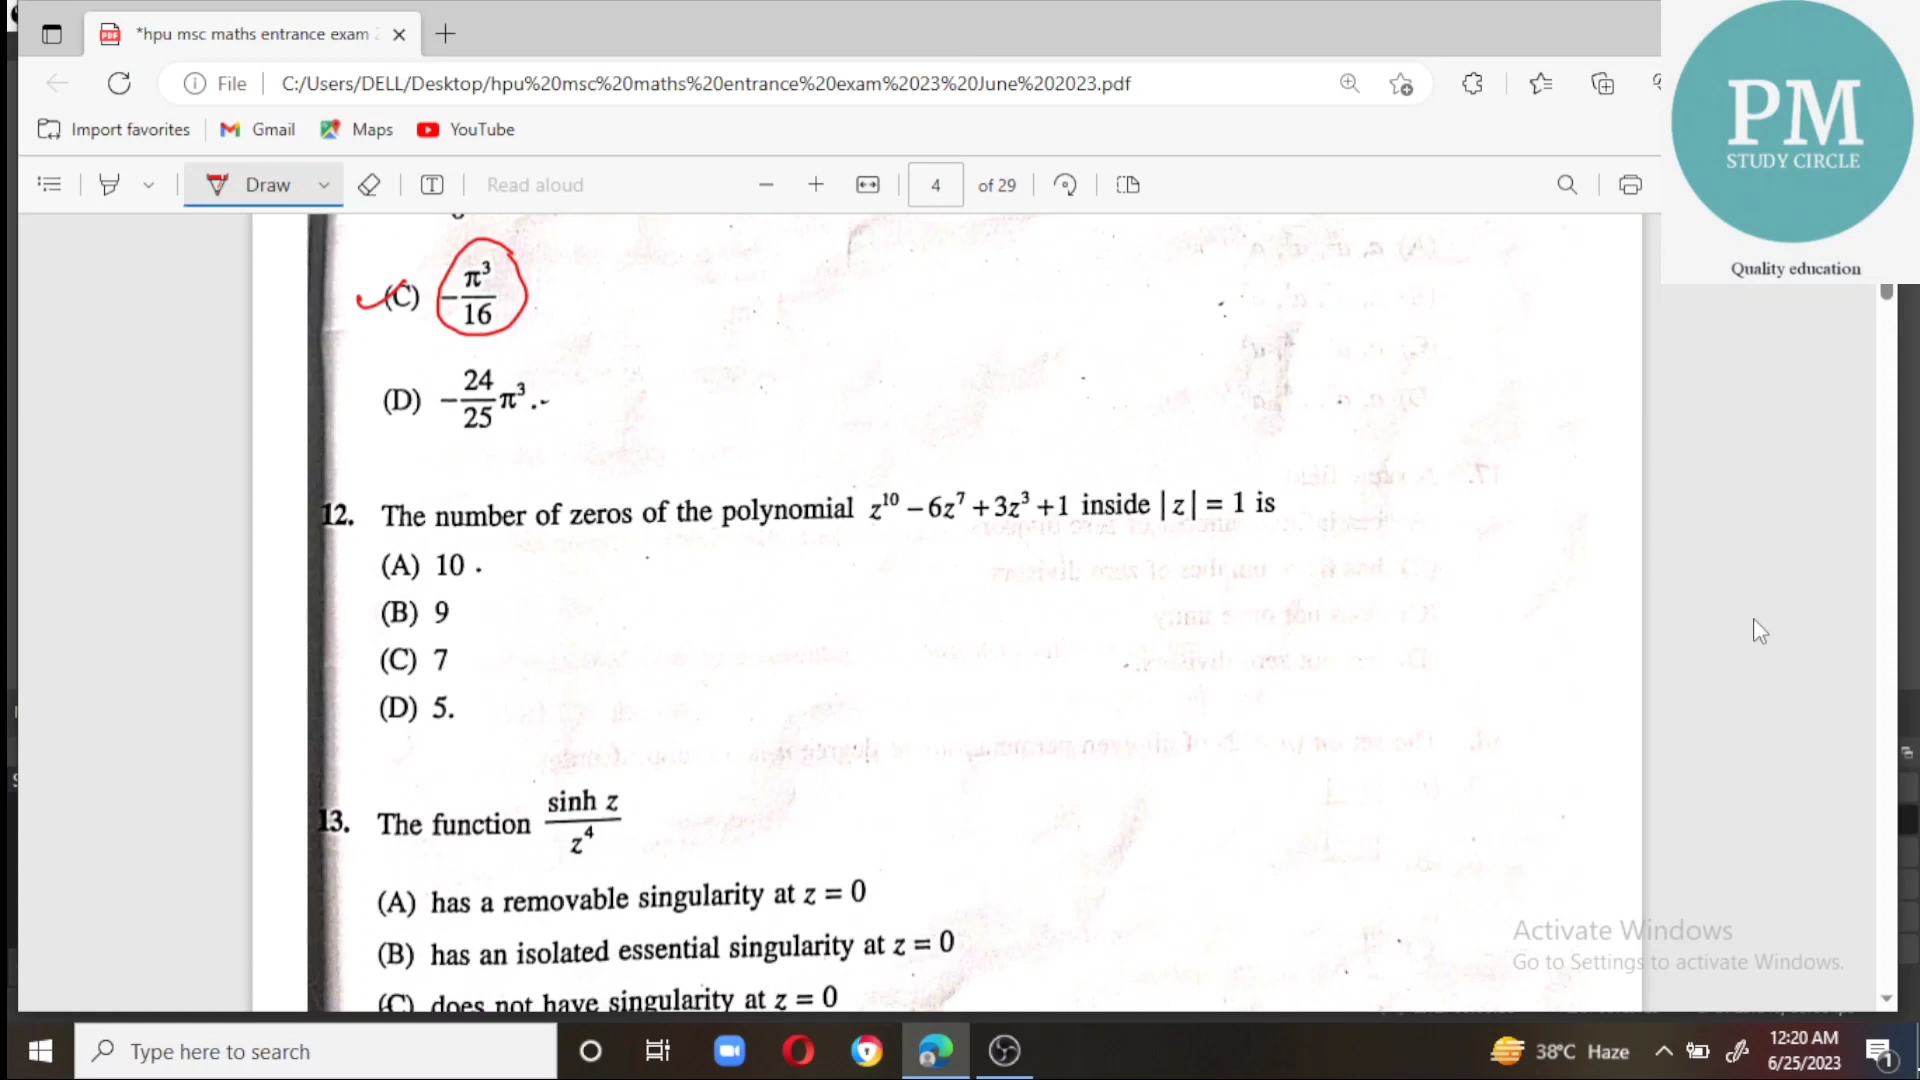 *hpu msc maths entrance exam 2
PM
STUDY CIRCLE
Quality education
File C:/Users/DELL/Desktop/hpu%20msc%20maths%20entrance%20exam%202023%20June%202023.pdf
Import favorites Gmail Maps YouTube
Draw Read aloud 4 of 29
(C) -π³/16
(D) -24/25 π³.
12. The number of zeros of the polynomial z¹⁰ – 6z⁷ + 3z³ + 1 inside | z | = 1 is
(A) 10 .
(B) 9
(C) 7
(D) 5.
13. The function sinh z / z⁴
(A) has a removable singularity at z = 0
(B) has an isolated essential singularity at z = 0
(C) does not have singularity at z = 0
Activate Windows
Go to Settings to activate Windows.
Type here to search
38°C Haze
12:20 AM
6/25/2023
1